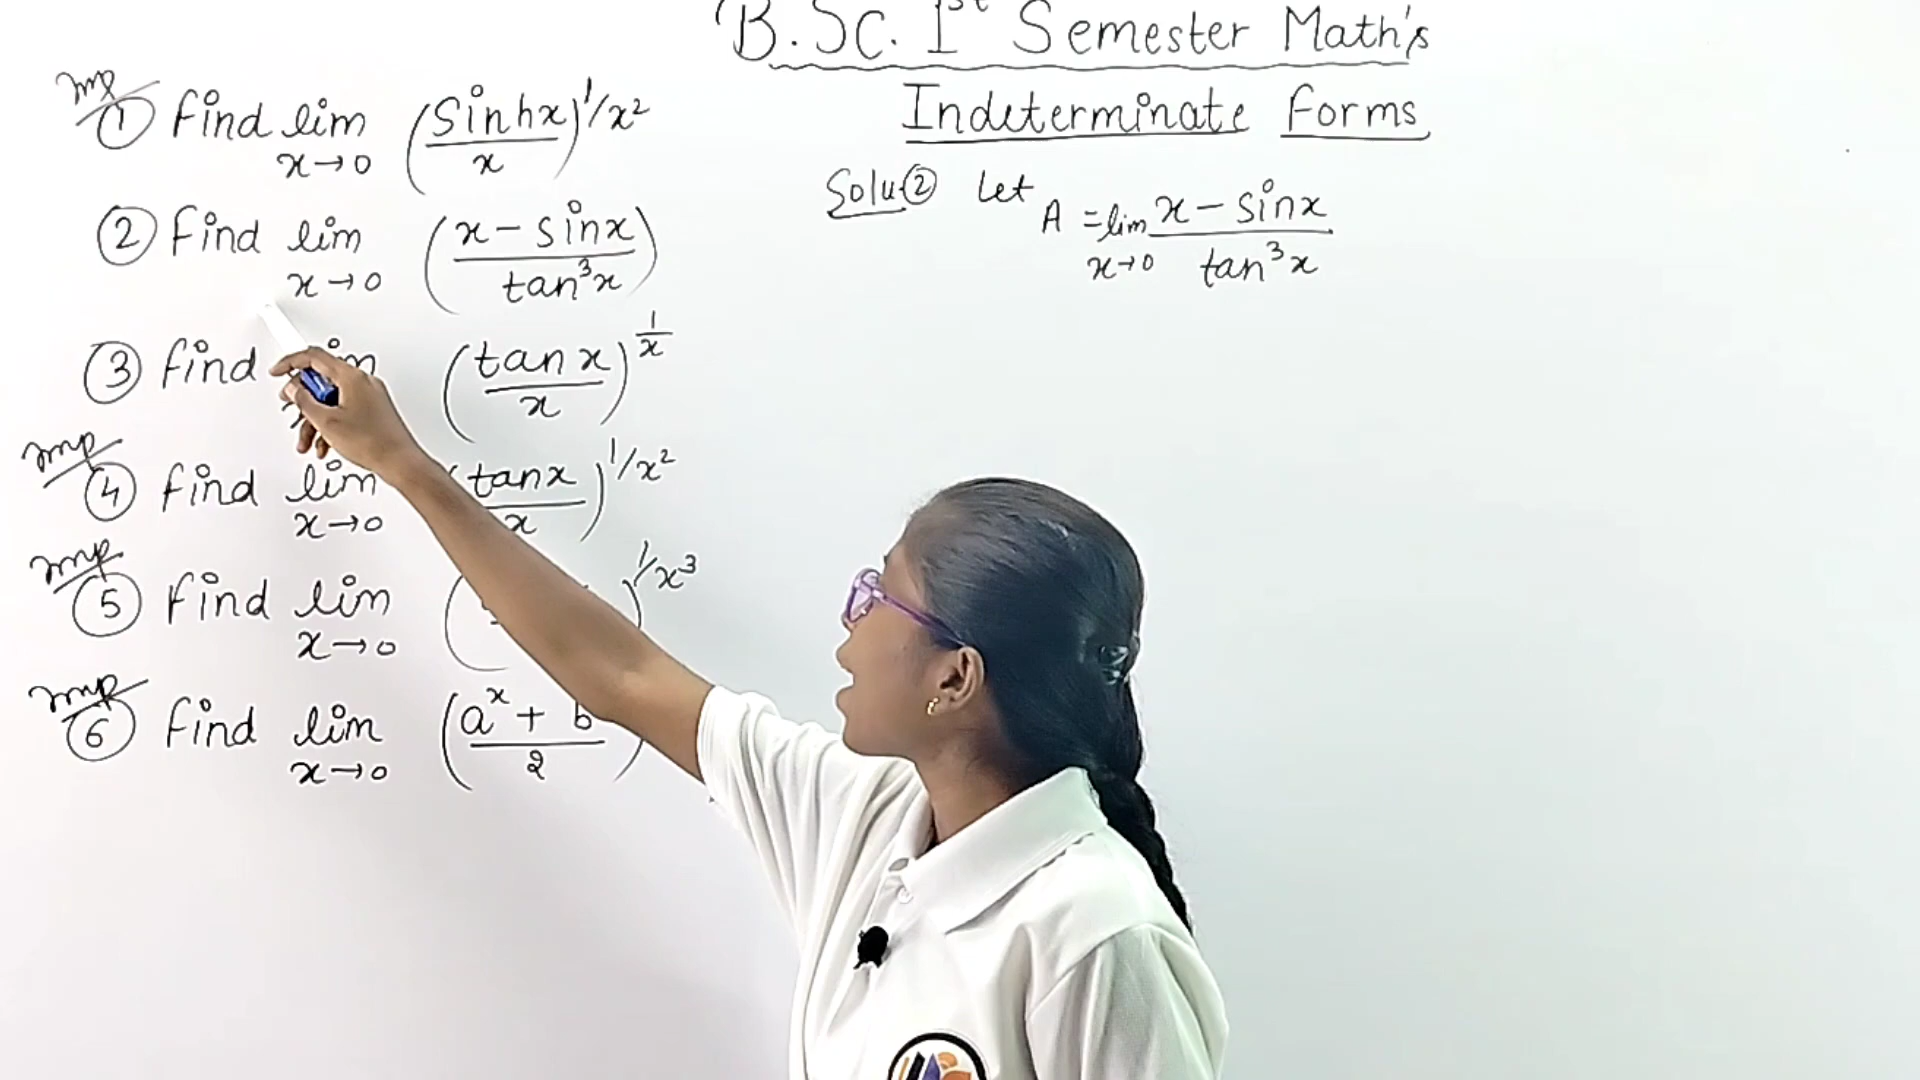 B.Sc. 1st Semester Math's
Indeterminate Forms
Imp
① Find lim x→0 (sinhx/x)^1/x²
② Find lim x→0 (x-sinx/tan³x)
③ Find lim (tanx/x)^1/x
Imp
④ Find lim x→0 (tanx/x)^1/x²
Imp
⑤ Find lim x→0 ( )^1/x³
Imp
⑥ Find lim x→0 (a^x + b/2)
Solu② Let A = lim x→0 x-sinx/tan³x